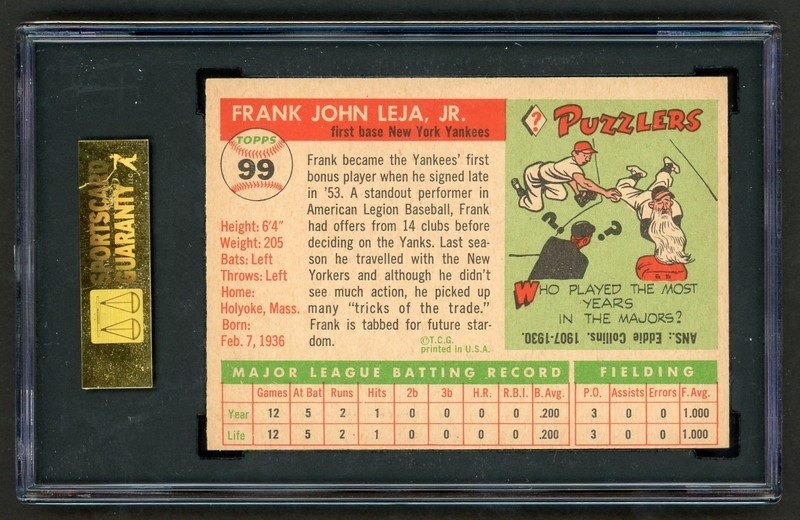 SPORTSCARD
GUARANTY LLC
FRANK JOHN LEJA, JR.
first base New York Yankees
TOPPS
99
Height: 6'4"
Weight: 205
Bats: Left
Throws: Left
Home:
Holyoke, Mass.
Born:
Feb. 7, 1936
Frank became the Yankees' first
bonus player when he signed late
in '53. A standout performer in
American Legion Baseball, Frank
had offers from 14 clubs before
deciding on the Yanks. Last sea-
son he travelled with the New
Yorkers and although he didn't
see much action, he picked up
many "tricks of the trade."
Frank is tabbed for future star-
dom.
©T.C.G.
printed in U.S.A.
? PUZZLERS
? ?
WHO PLAYED THE MOST
YEARS
IN THE MAJORS?
ANS.: Eddie Collins 1907-1930.
MAJOR LEAGUE BATTING RECORD FIELDING
Games At Bat Runs Hits 2b 3b H.R. R.B.I. B.Avg. P.O. Assists Errors F.Avg.
Year 12 5 2 1 0 0 0 0 .200 3 0 0 1.000
Life 12 5 2 1 0 0 0 0 .200 3 0 0 1.000